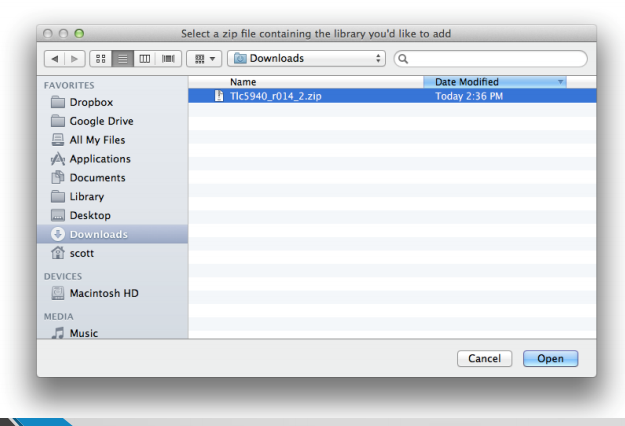 Select a zip file containing the library you'd like to add
Downloads
FAVORITES
Dropbox
Google Drive
All My Files
Applications
Documents
Library
Desktop
Downloads
scott
DEVICES
Macintosh HD
MEDIA
Music
Name Date Modified
Tlc5940_r014_2.zip Today 2:36 PM
Cancel Open